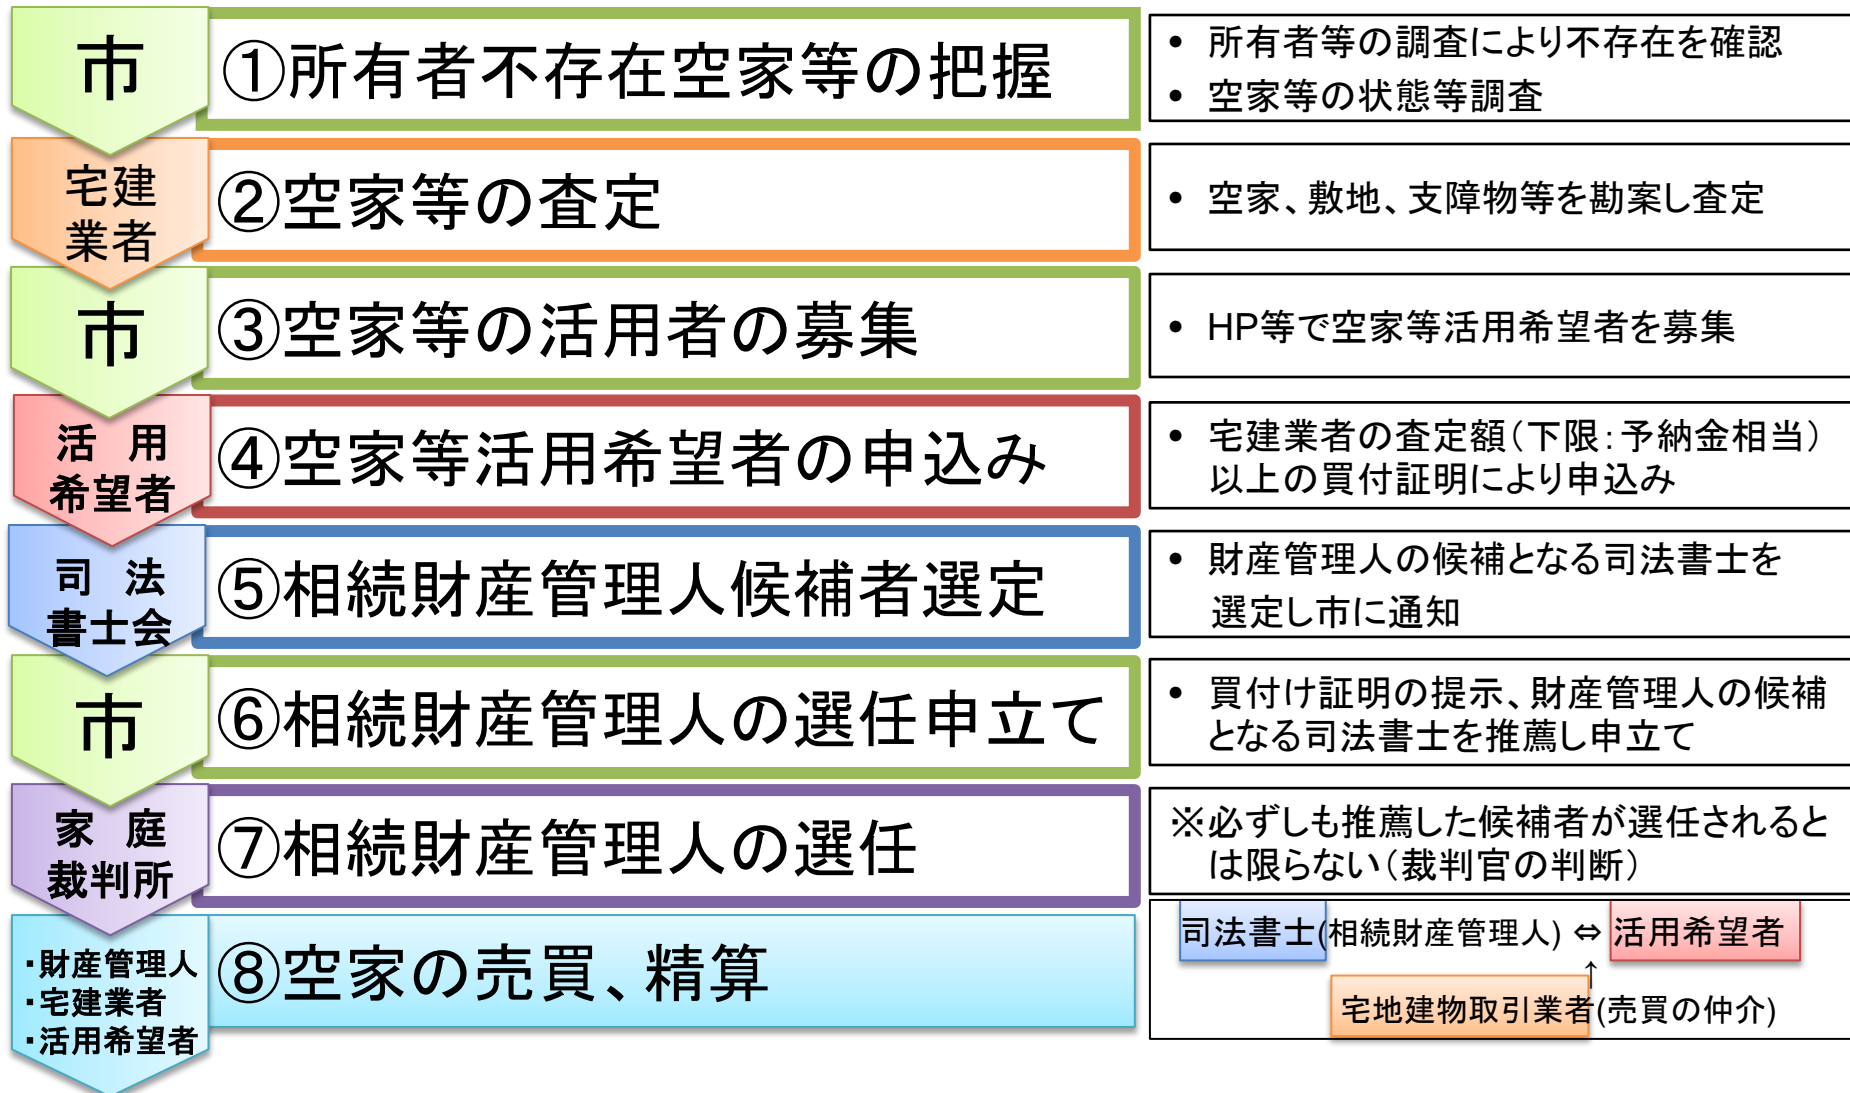 市
①所有者不存在空家等の把握
• 所有者等の調査により不存在を確認
• 空家等の状態等調査
宅建
業者
②空家等の査定
• 空家、敷地、支障物等を勘案し査定
市
③空家等の活用者の募集
• HP等で空家等活用希望者を募集
活 用
希望者
④空家等活用希望者の申込み
• 宅建業者の査定額(下限:予納金相当)
以上の買付証明により申込み
司 法
書士会
⑤相続財産管理人候補者選定
• 財産管理人の候補となる司法書士を
選定し市に通知
市
⑥相続財産管理人の選任申立て
• 買付け証明の提示、財産管理人の候補
となる司法書士を推薦し申立て
家 庭
裁判所
⑦相続財産管理人の選任
※必ずしも推薦した候補者が選任されると
は限らない(裁判官の判断)
・財産管理人
・宅建業者
・活用希望者
⑧空家の売買、精算
司法書士(相続財産管理人) ⇔ 活用希望者
↑
宅地建物取引業者(売買の仲介)